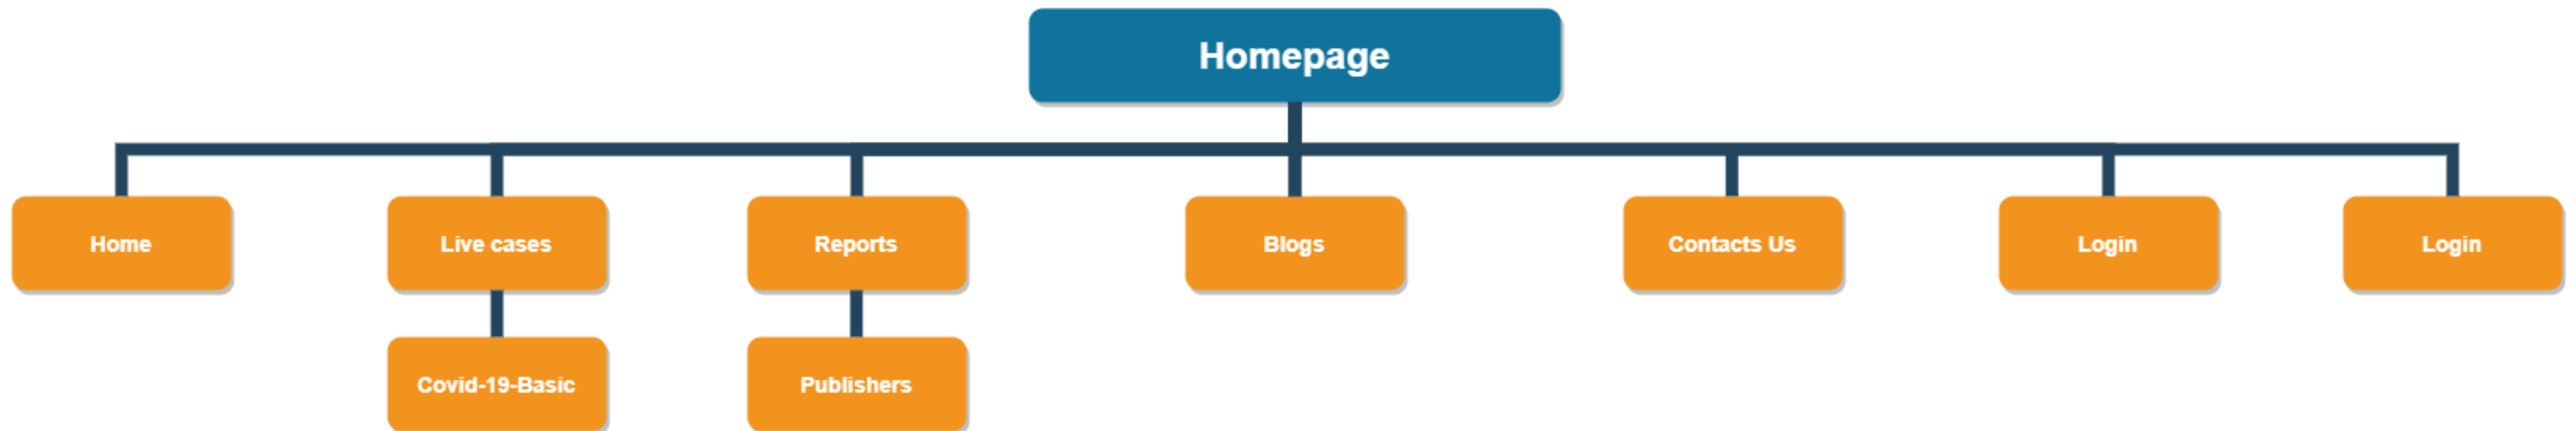 Homepage
Home
Live cases
Reports
Blogs
Contacts Us
Login
Login
Covid-19-Basic
Publishers